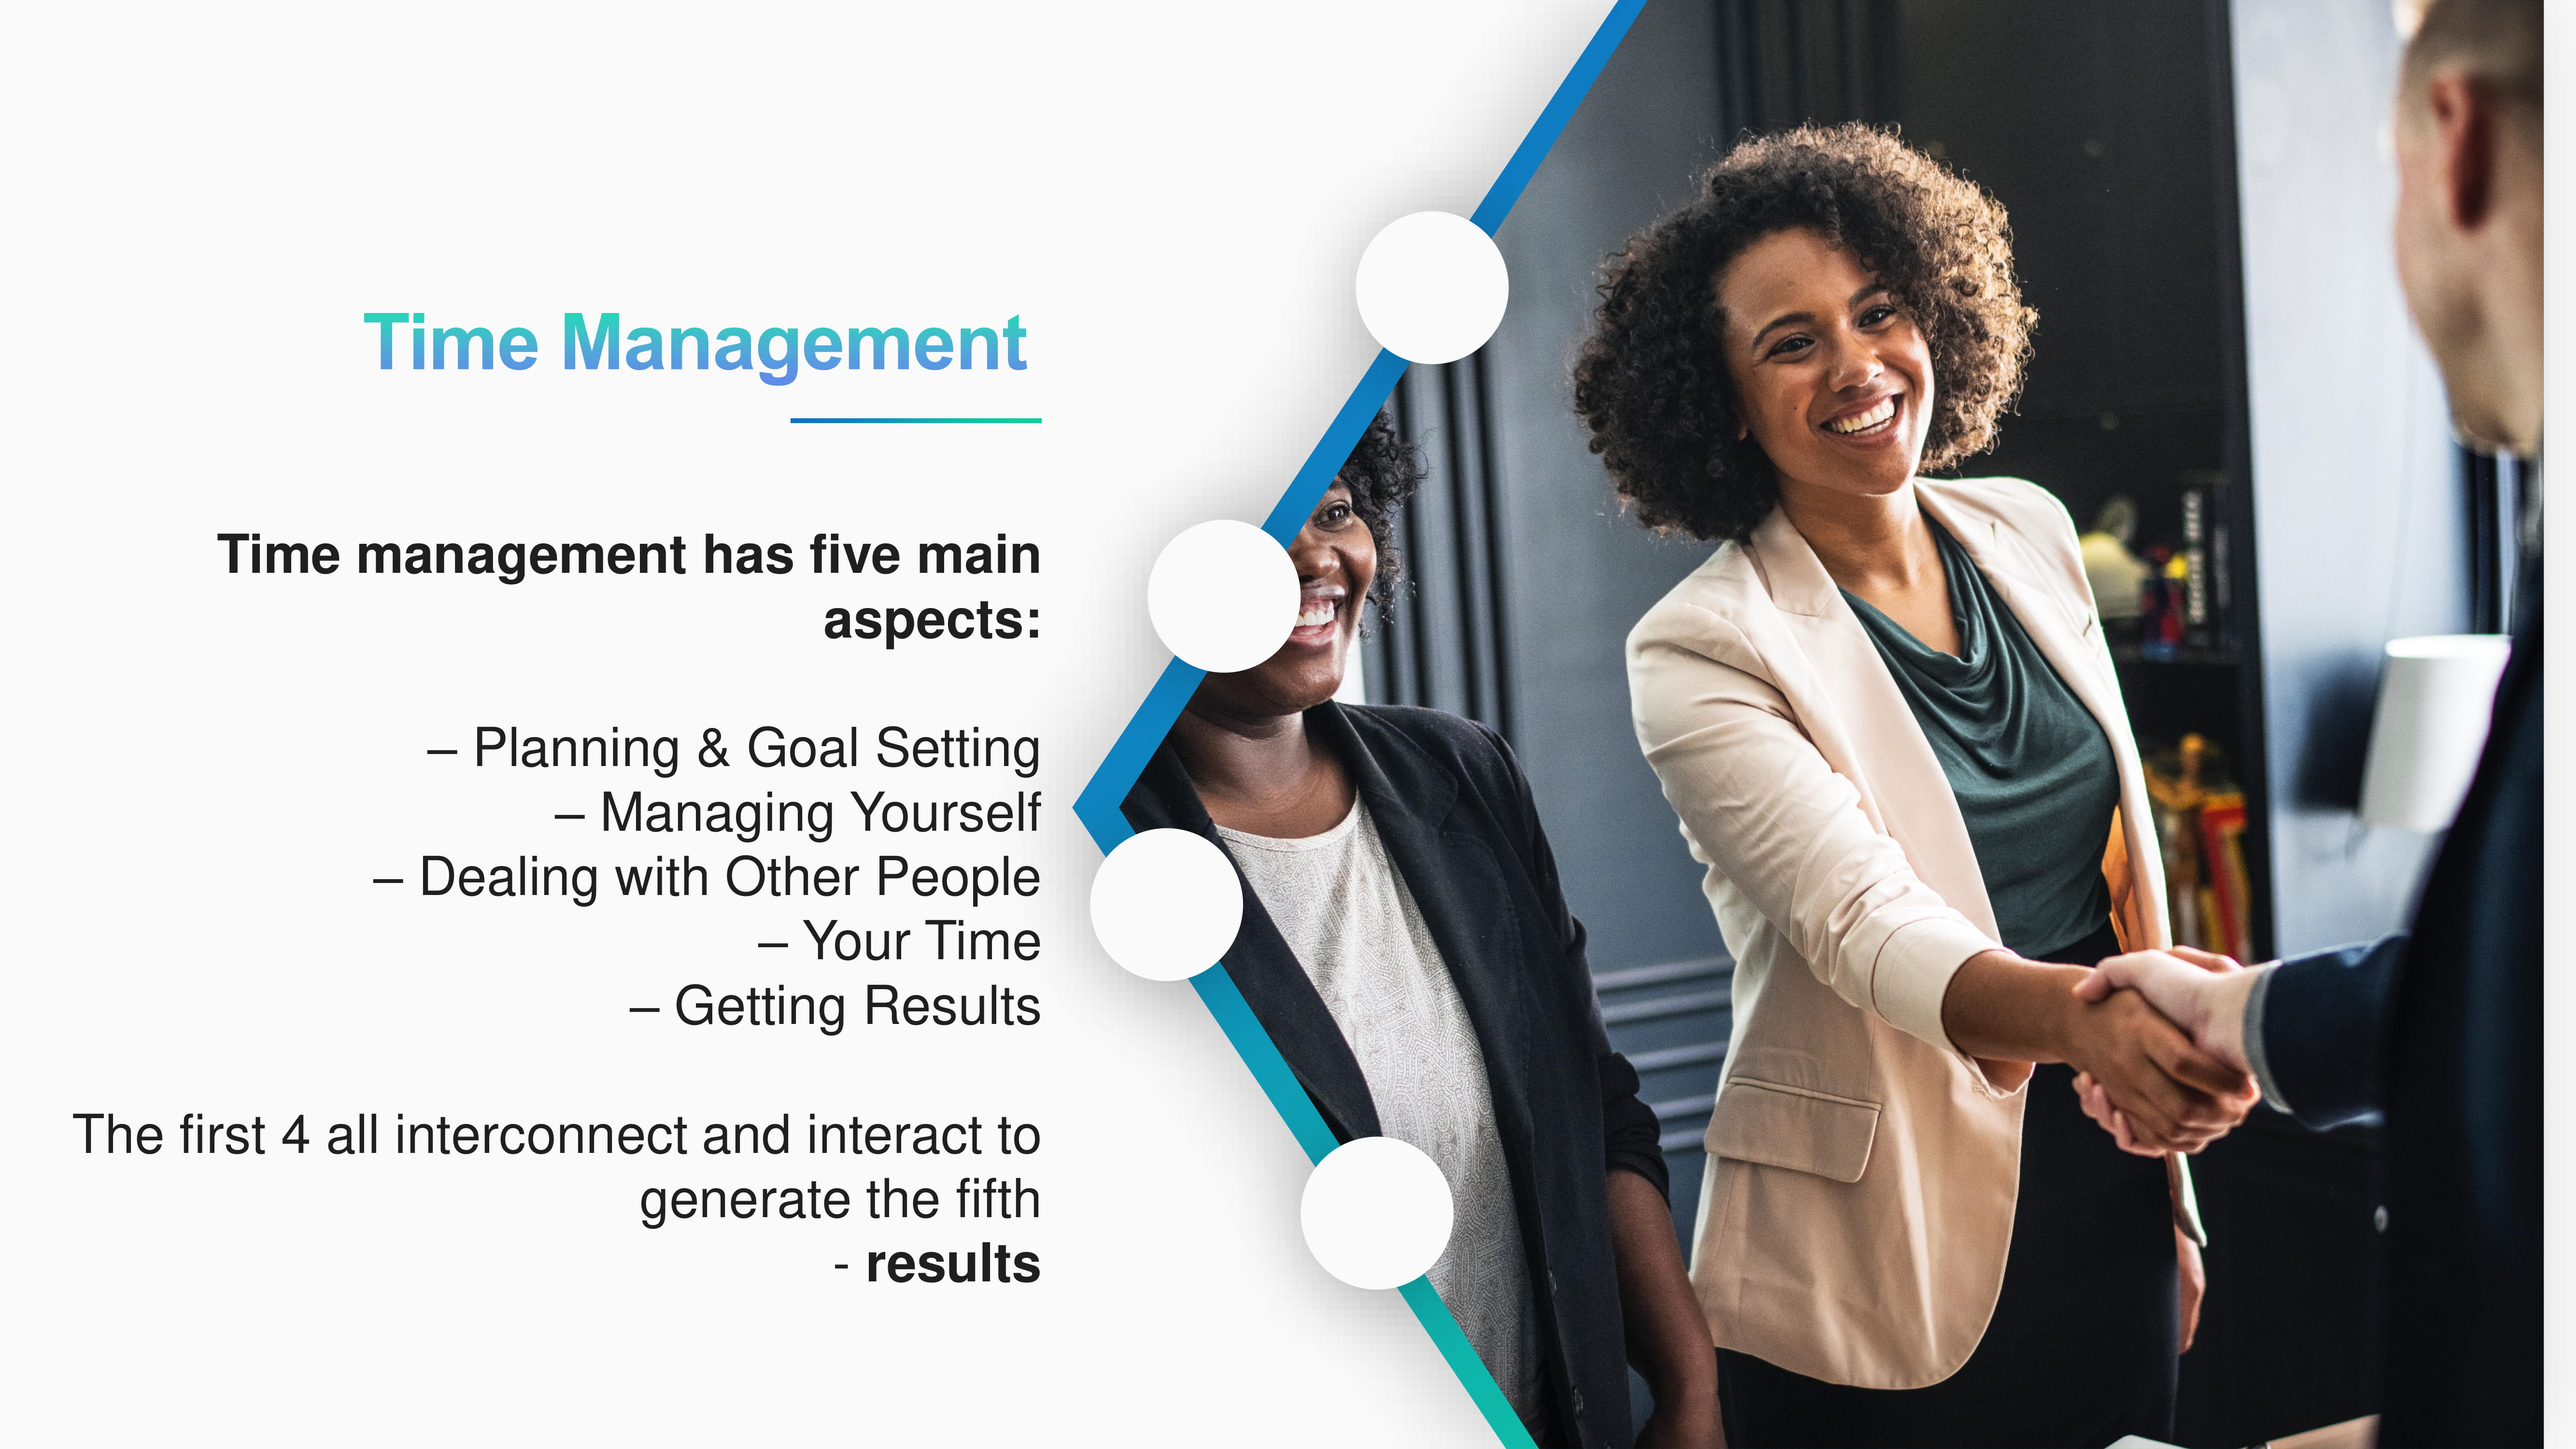 Time Management
Time management has five main
aspects:
– Planning & Goal Setting
– Managing Yourself
– Dealing with Other People
– Your Time
– Getting Results
The first 4 all interconnect and interact to
generate the fifth
- results